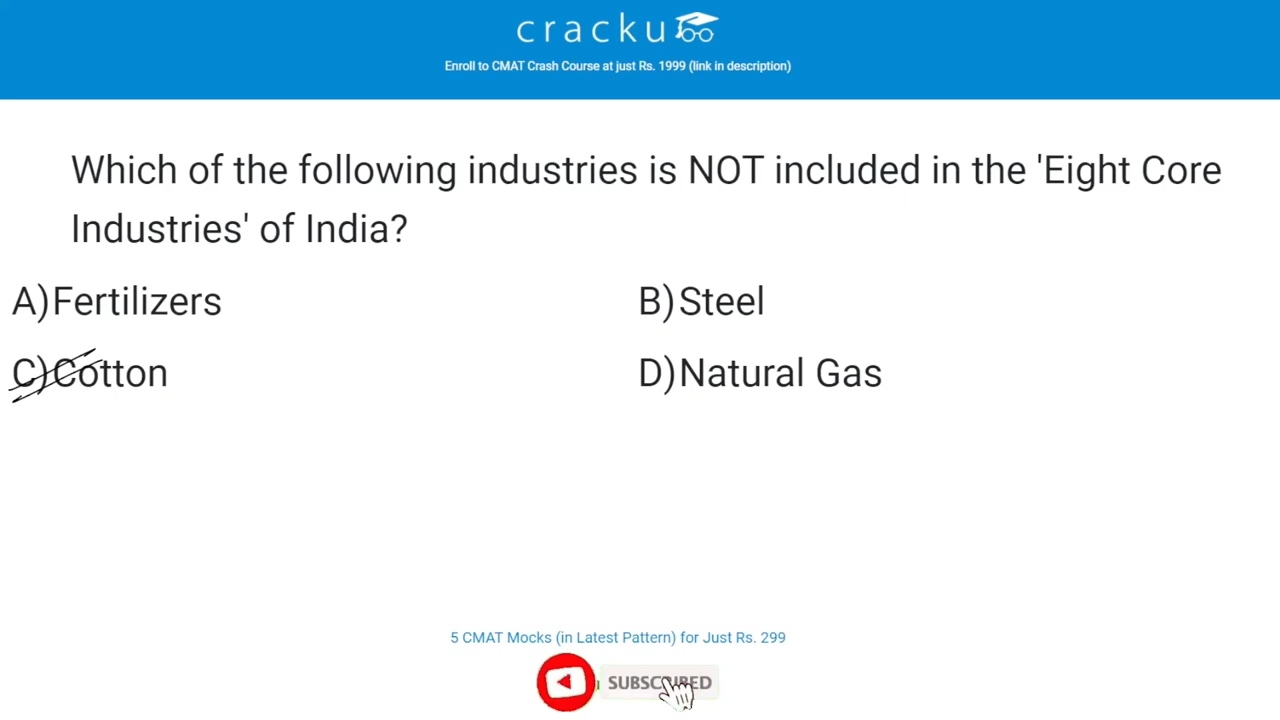 cracku
Enroll to CMAT Crash Course at just Rs. 1999 (link in description)
Which of the following industries is NOT included in the 'Eight Core
Industries' of India?
A)Fertilizers
B)Steel
C)Cotton
D)Natural Gas
5 CMAT Mocks (in Latest Pattern) for Just Rs. 299
SUBSCRIBED